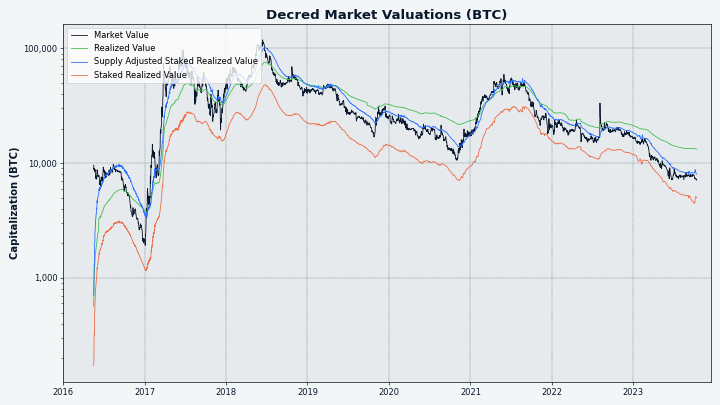 Decred Market Valuations (BTC)
Market Value
Realized Value
Supply Adjusted Staked Realized Value
Staked Realized Value
Capitalization (BTC)
100,000
10,000
1,000
2016 2017 2018 2019 2020 2021 2022 2023